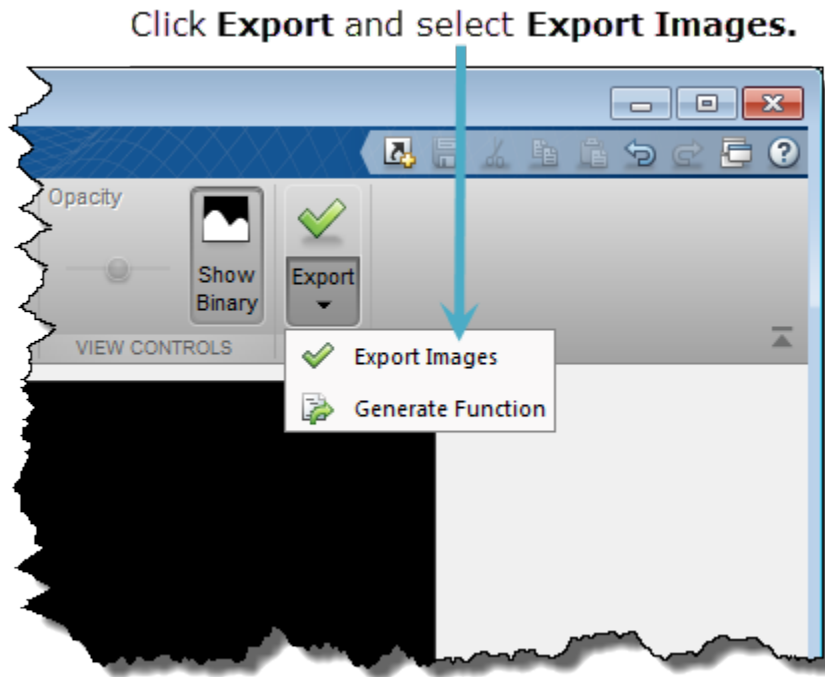 Click Export and select Export Images.
Opacity
Show
Binary
Export
VIEW CONTROLS
Export Images
Generate Function